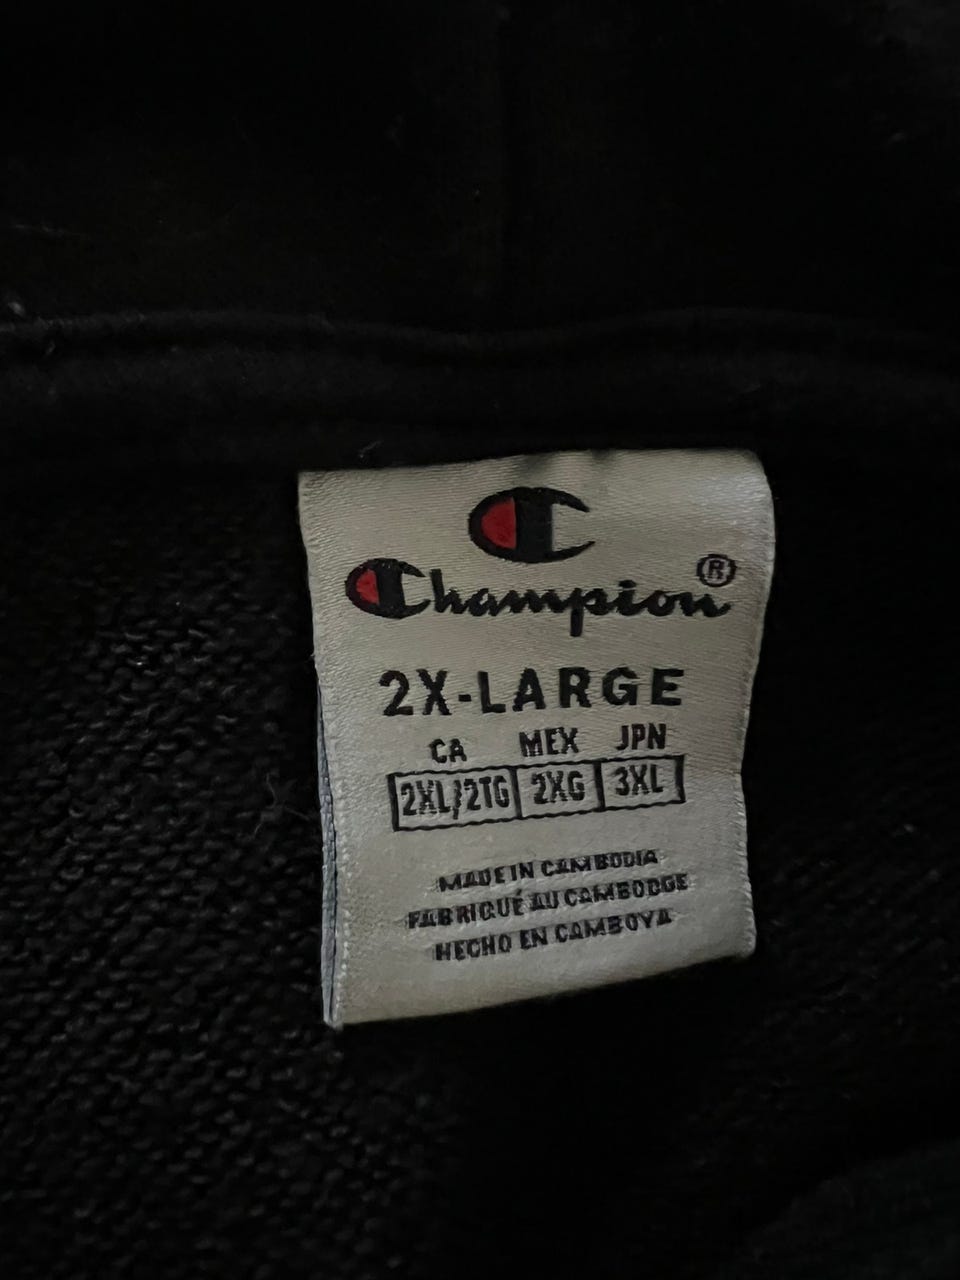 Champion®
2X-LARGE
CA MEX JPN
2XL/2TG 2XG 3XL
MADE IN CAMBODIA
FABRIQUÉ AU CAMBODGE
HECHO EN CAMBOYA